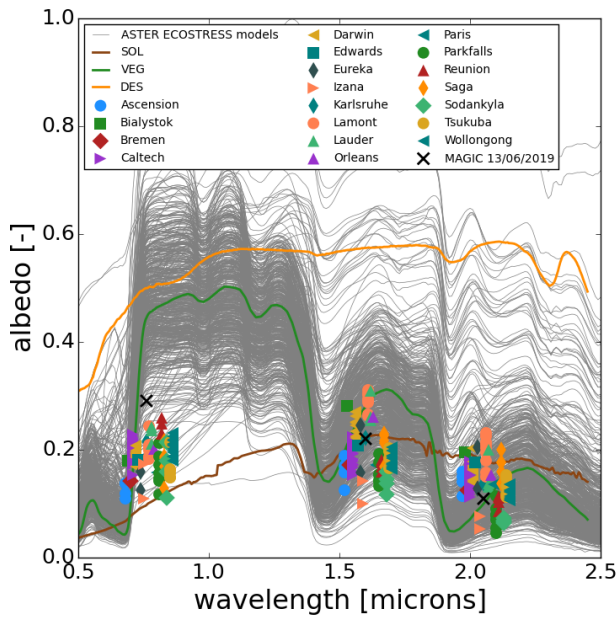 1.0
0.8
0.6
0.4
0.2
0.0
albedo [-]
ASTER ECOSTRESS models
SOL
VEG
DES
Ascension
Bialystok
Bremen
Caltech
Darwin
Edwards
Eureka
Izana
Karlsruhe
Lamont
Lauder
Orleans
Paris
Parkfalls
Reunion
Saga
Sodankyla
Tsukuba
Wollongong
MAGIC 13/06/2019
0.5 1.0 1.5 2.0 2.5
wavelength [microns]